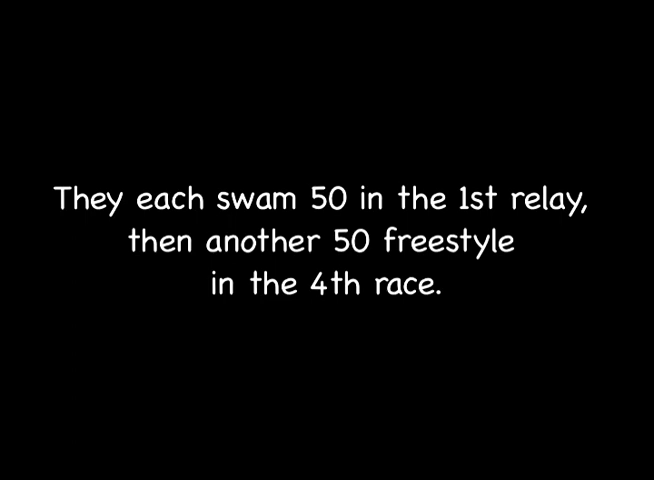 They each swam 50 in the 1st relay,
then another 50 freestyle
in the 4th race.